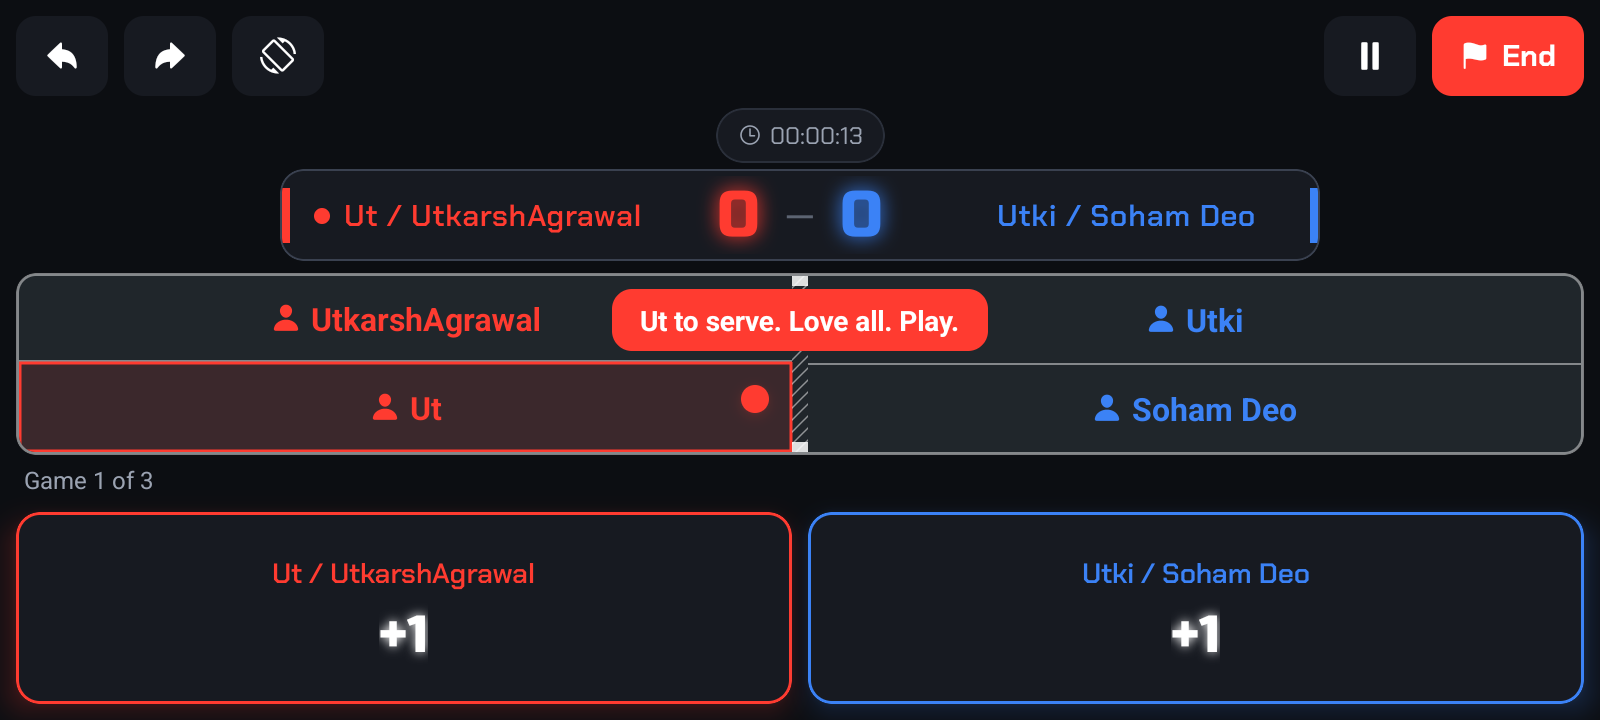 End
00:00:13
Ut / UtkarshAgrawal 0 – 0 Utki / Soham Deo
UtkarshAgrawal
Ut to serve. Love all. Play.
Utki
Ut
Soham Deo
Game 1 of 3
Ut / UtkarshAgrawal
+1
Utki / Soham Deo
+1